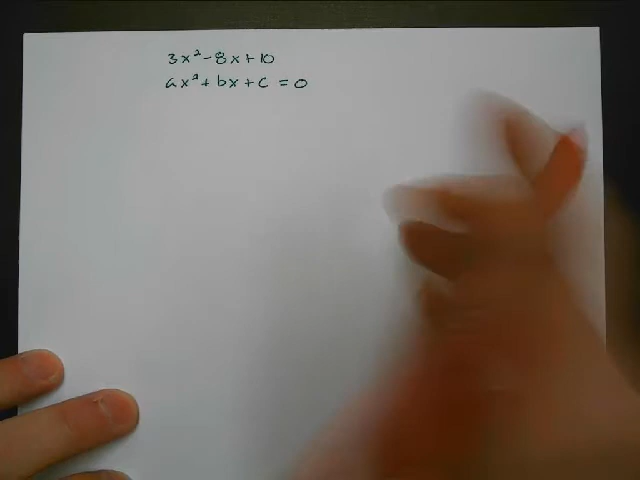 3x² - 8x + 10
ax² + bx + c = 0